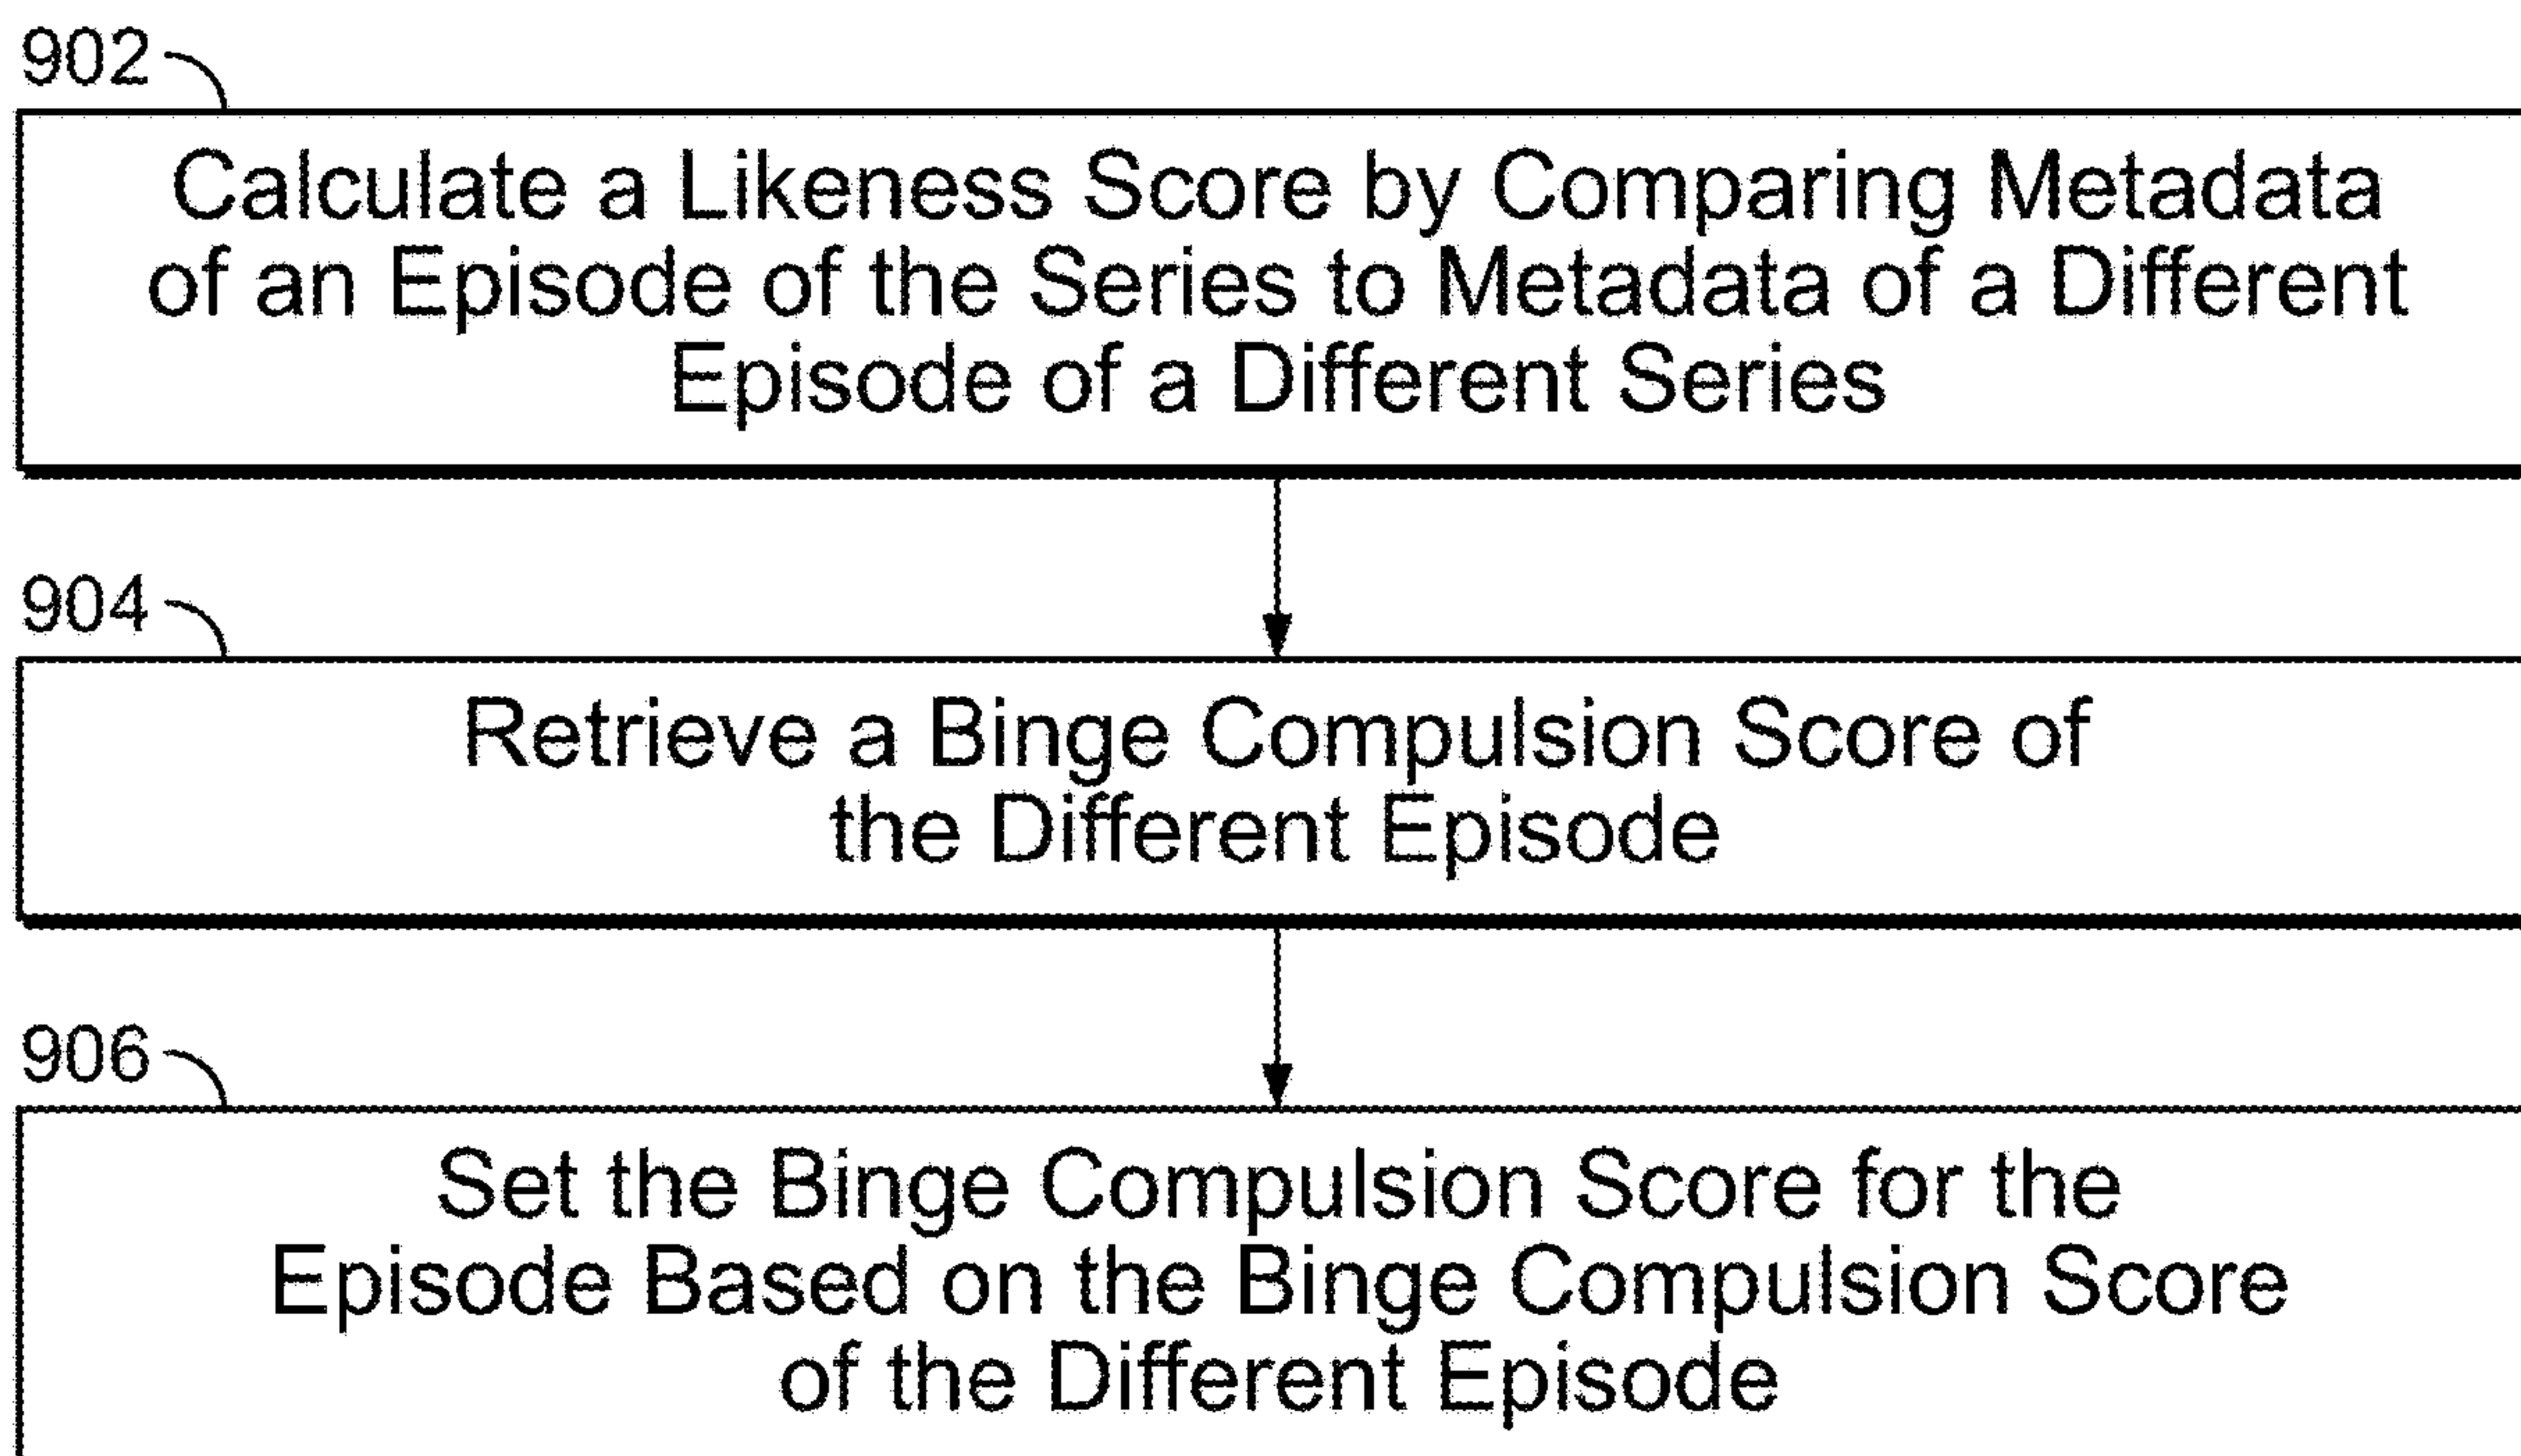 902
Calculate a Likeness Score by Comparing Metadata
of an Episode of the Series to Metadata of a Different
Episode of a Different Series
904
Retrieve a Binge Compulsion Score of
the Different Episode
906
Set the Binge Compulsion Score for the
Episode Based on the Binge Compulsion Score
of the Different Episode